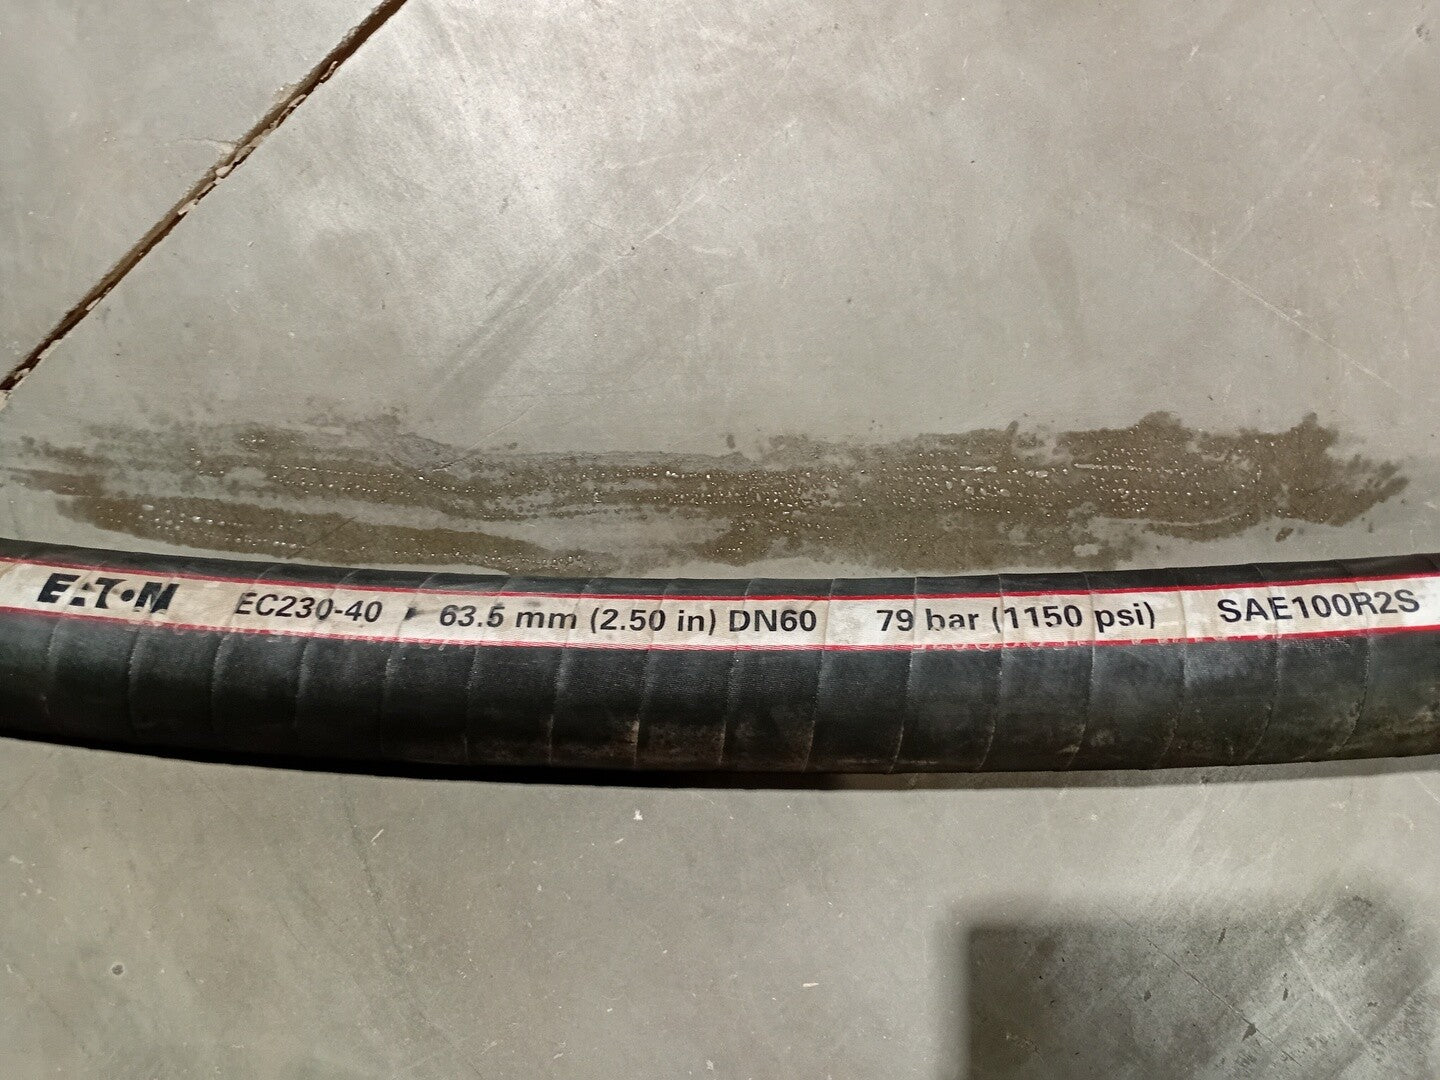 EATON EC230-40 ► 63.5 mm (2.50 in) DN60 79 bar (1150 psi) SAE100R2S